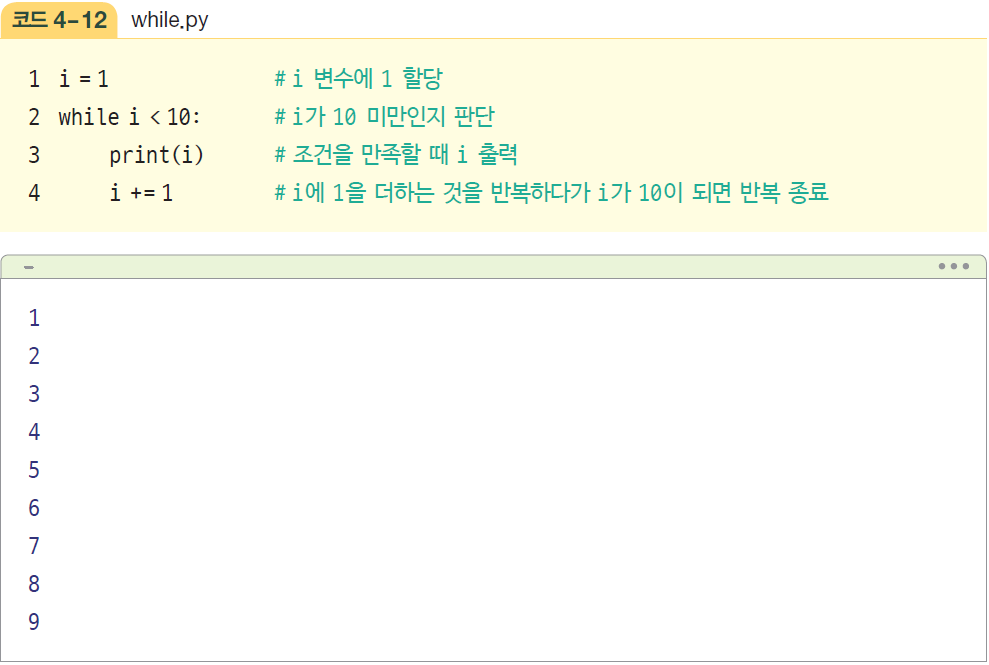 코드 4-12 while.py
1 i = 1 # i 변수에 1 할당
2 while i < 10: # i가 10 미만인지 판단
3     print(i) # 조건을 만족할 때 i 출력
4     i += 1 # i에 1을 더하는 것을 반복하다가 i가 10이 되면 반복 종료
1
2
3
4
5
6
7
8
9